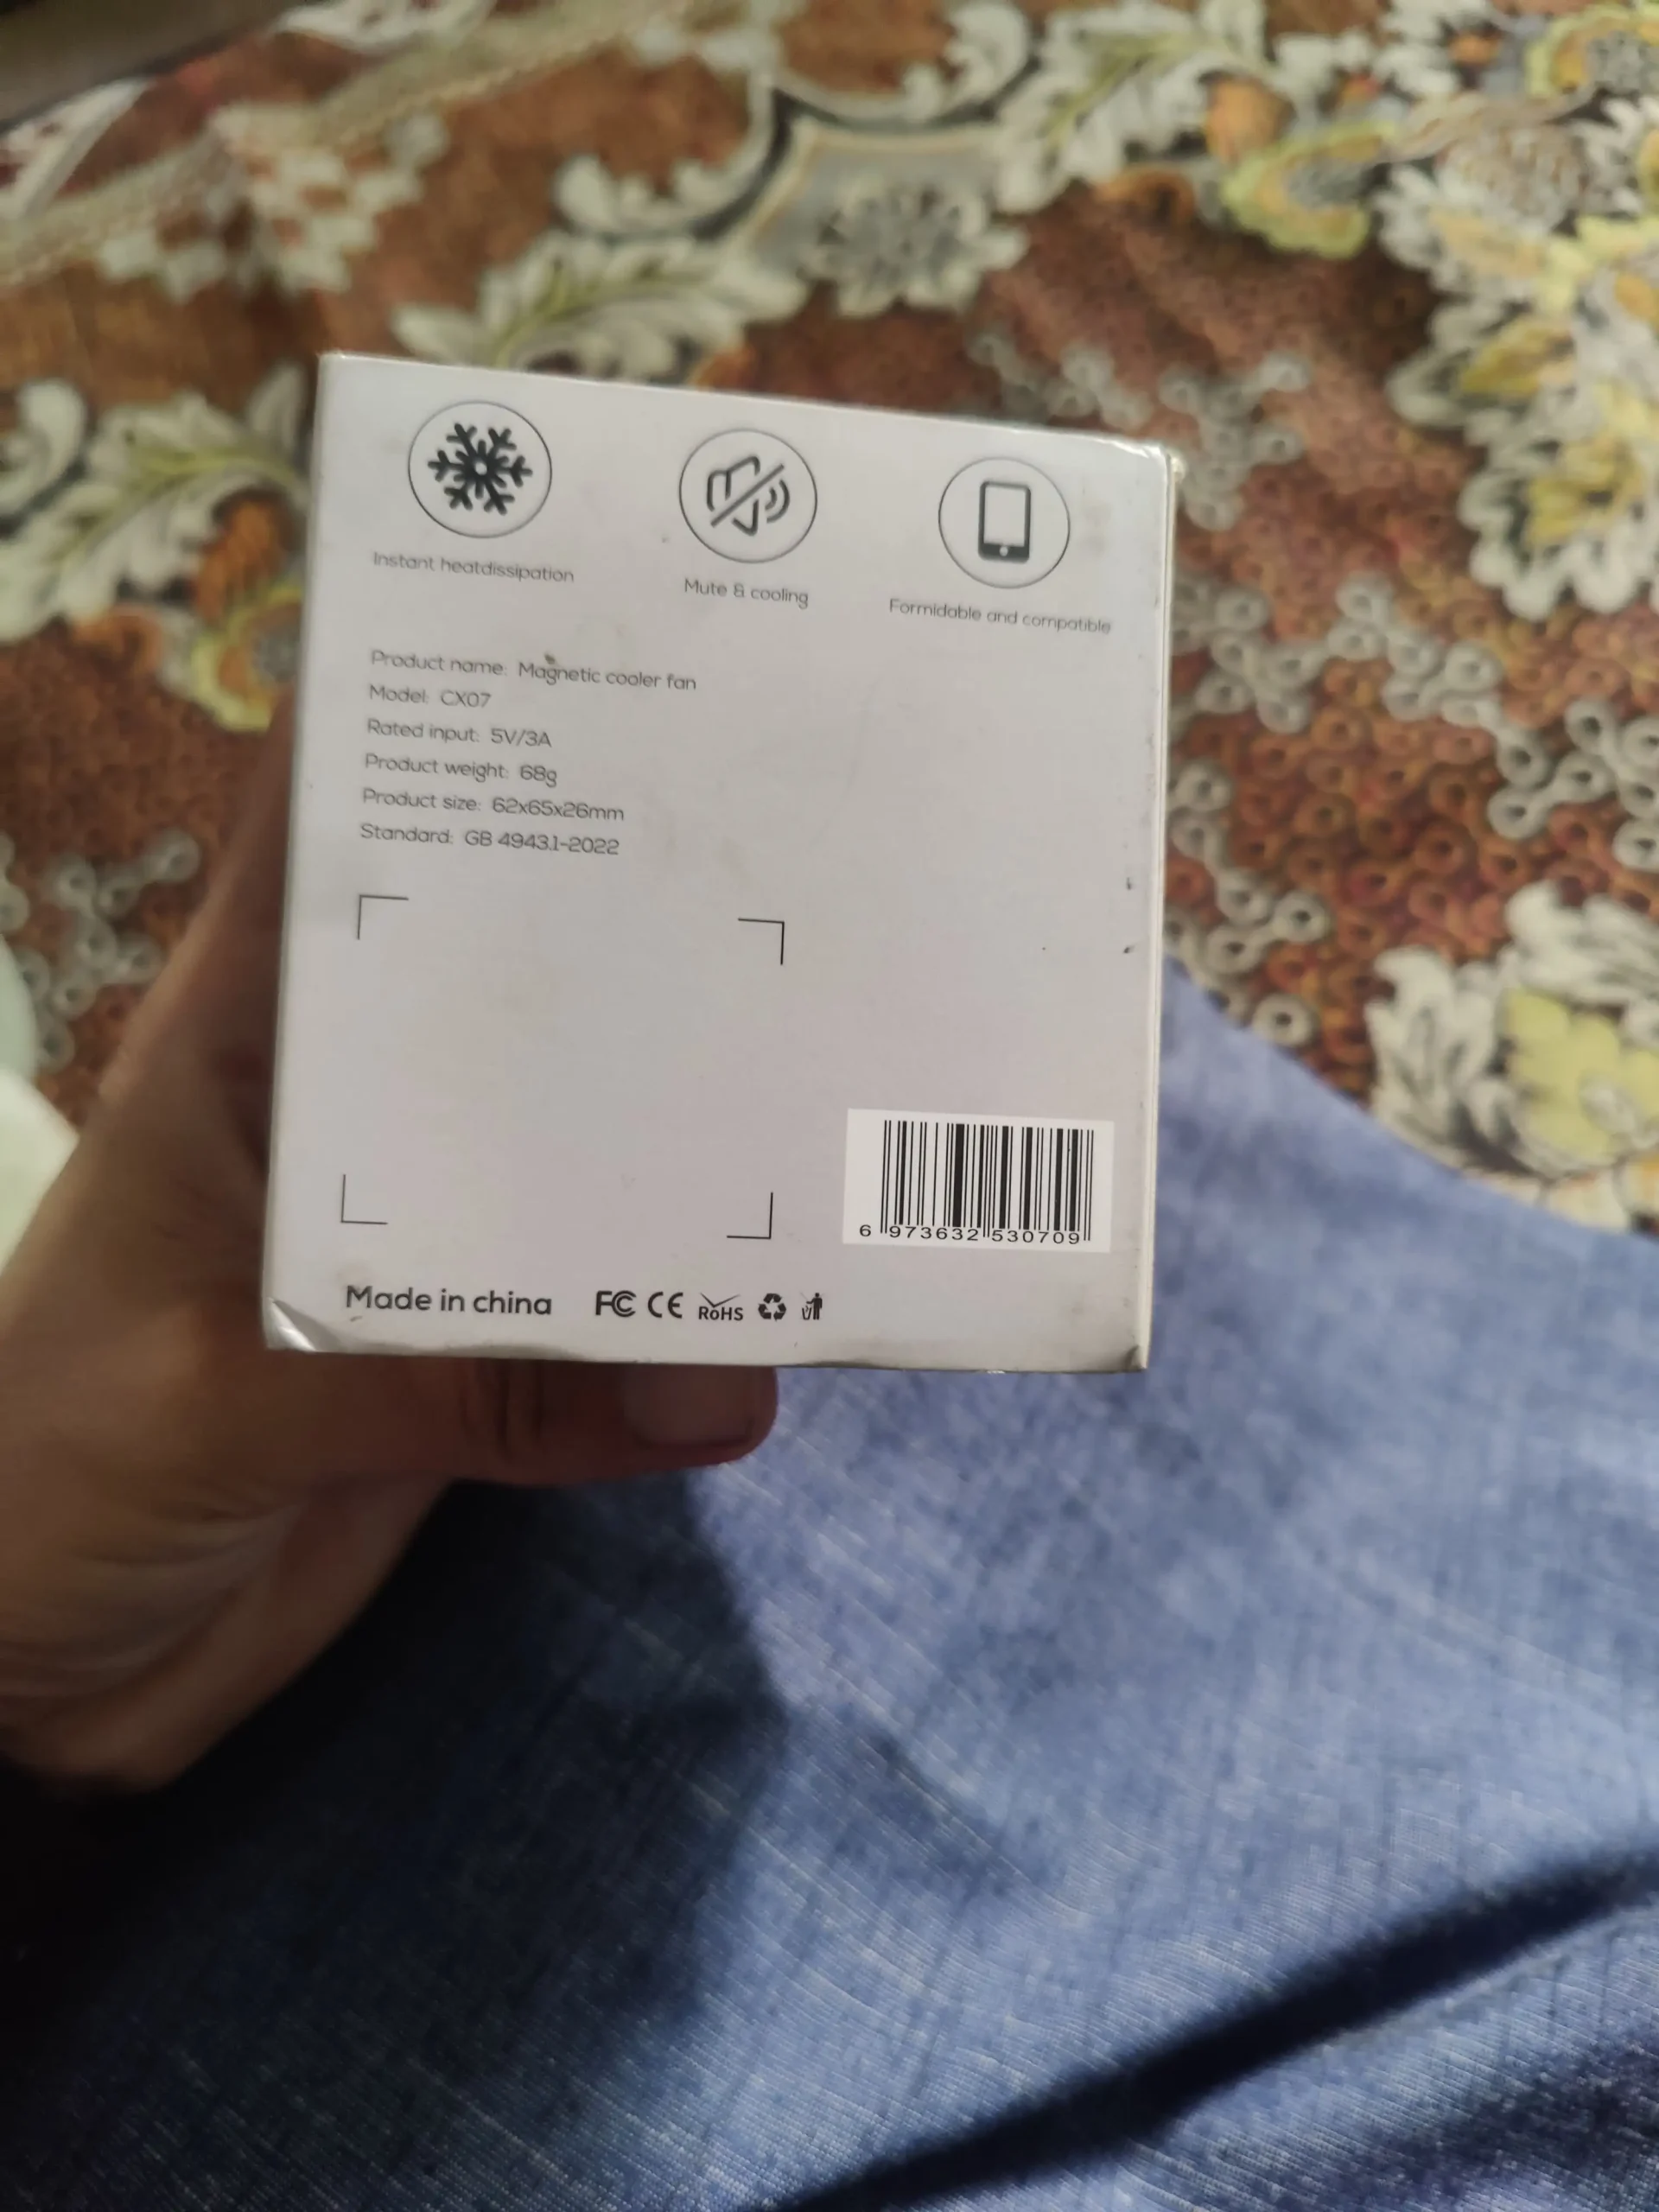 Instant heatdissipation
Mute & cooling
Formidable and compatible
Product name: Magnetic cooler fan
Model: CX07
Rated input: 5V/3A
Product weight: 68g
Product size: 62x65x26mm
Standard: GB 4943.1-2022
6 973632 530709
Made in china FC CE RoHS